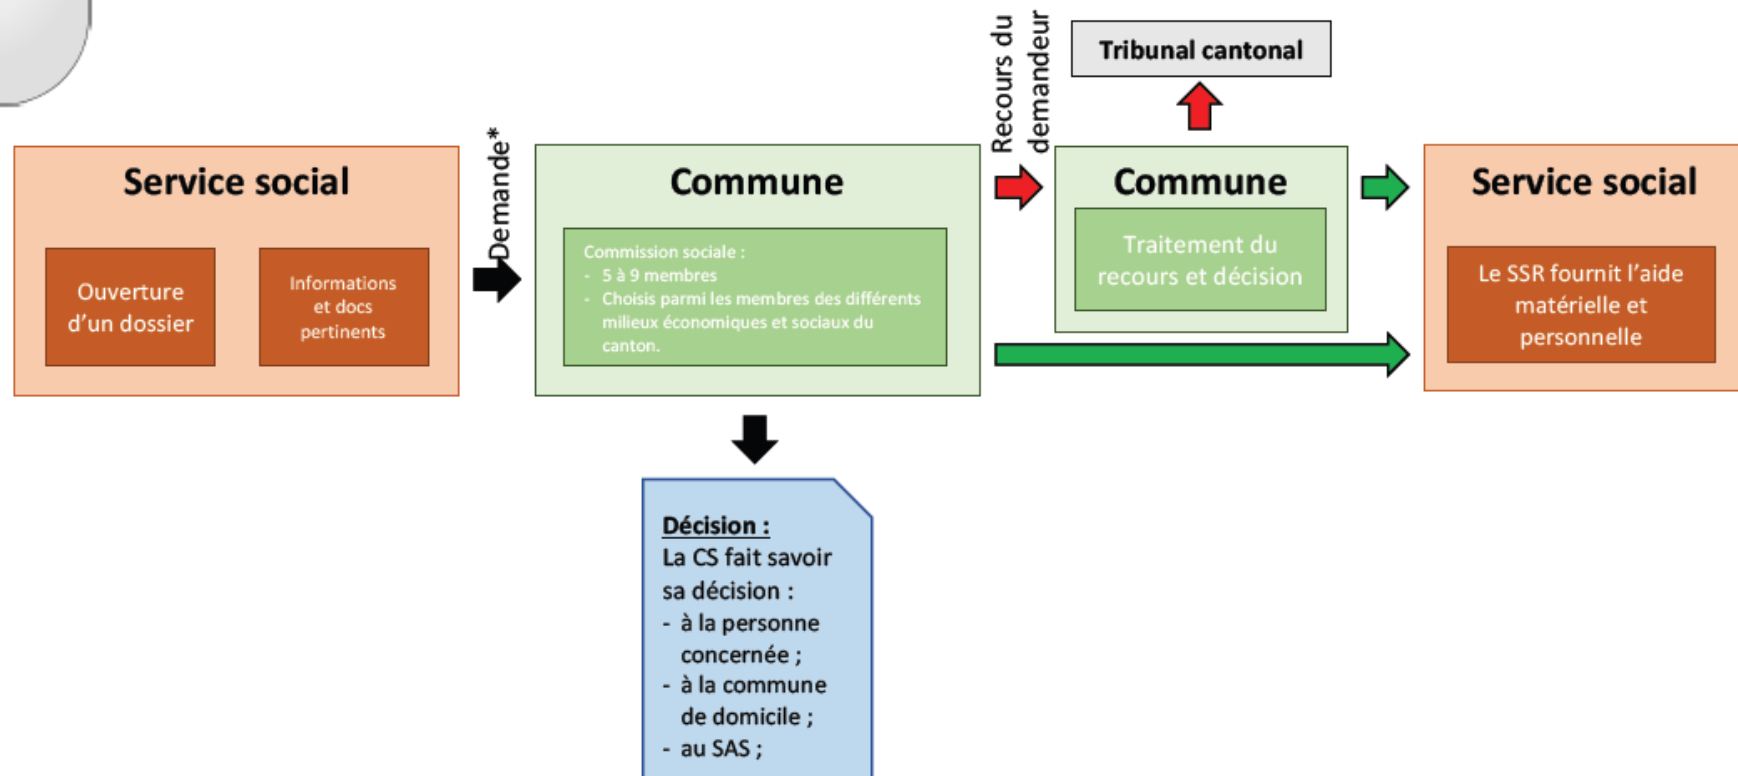 Service social
Ouverture
d’un dossier
Informations
et docs
pertinents
Demande*
Commune
Commission sociale :
- 5 à 9 membres
- Choisis parmi les membres des différents
milieux économiques et sociaux du
canton.
Décision :
La CS fait savoir
sa décision :
- à la personne
concernée ;
- à la commune
de domicile ;
- au SAS ;
Recours du
demandeur
Tribunal cantonal
Commune
Traitement du
recours et décision
Service social
Le SSR fournit l’aide
matérielle et
personnelle